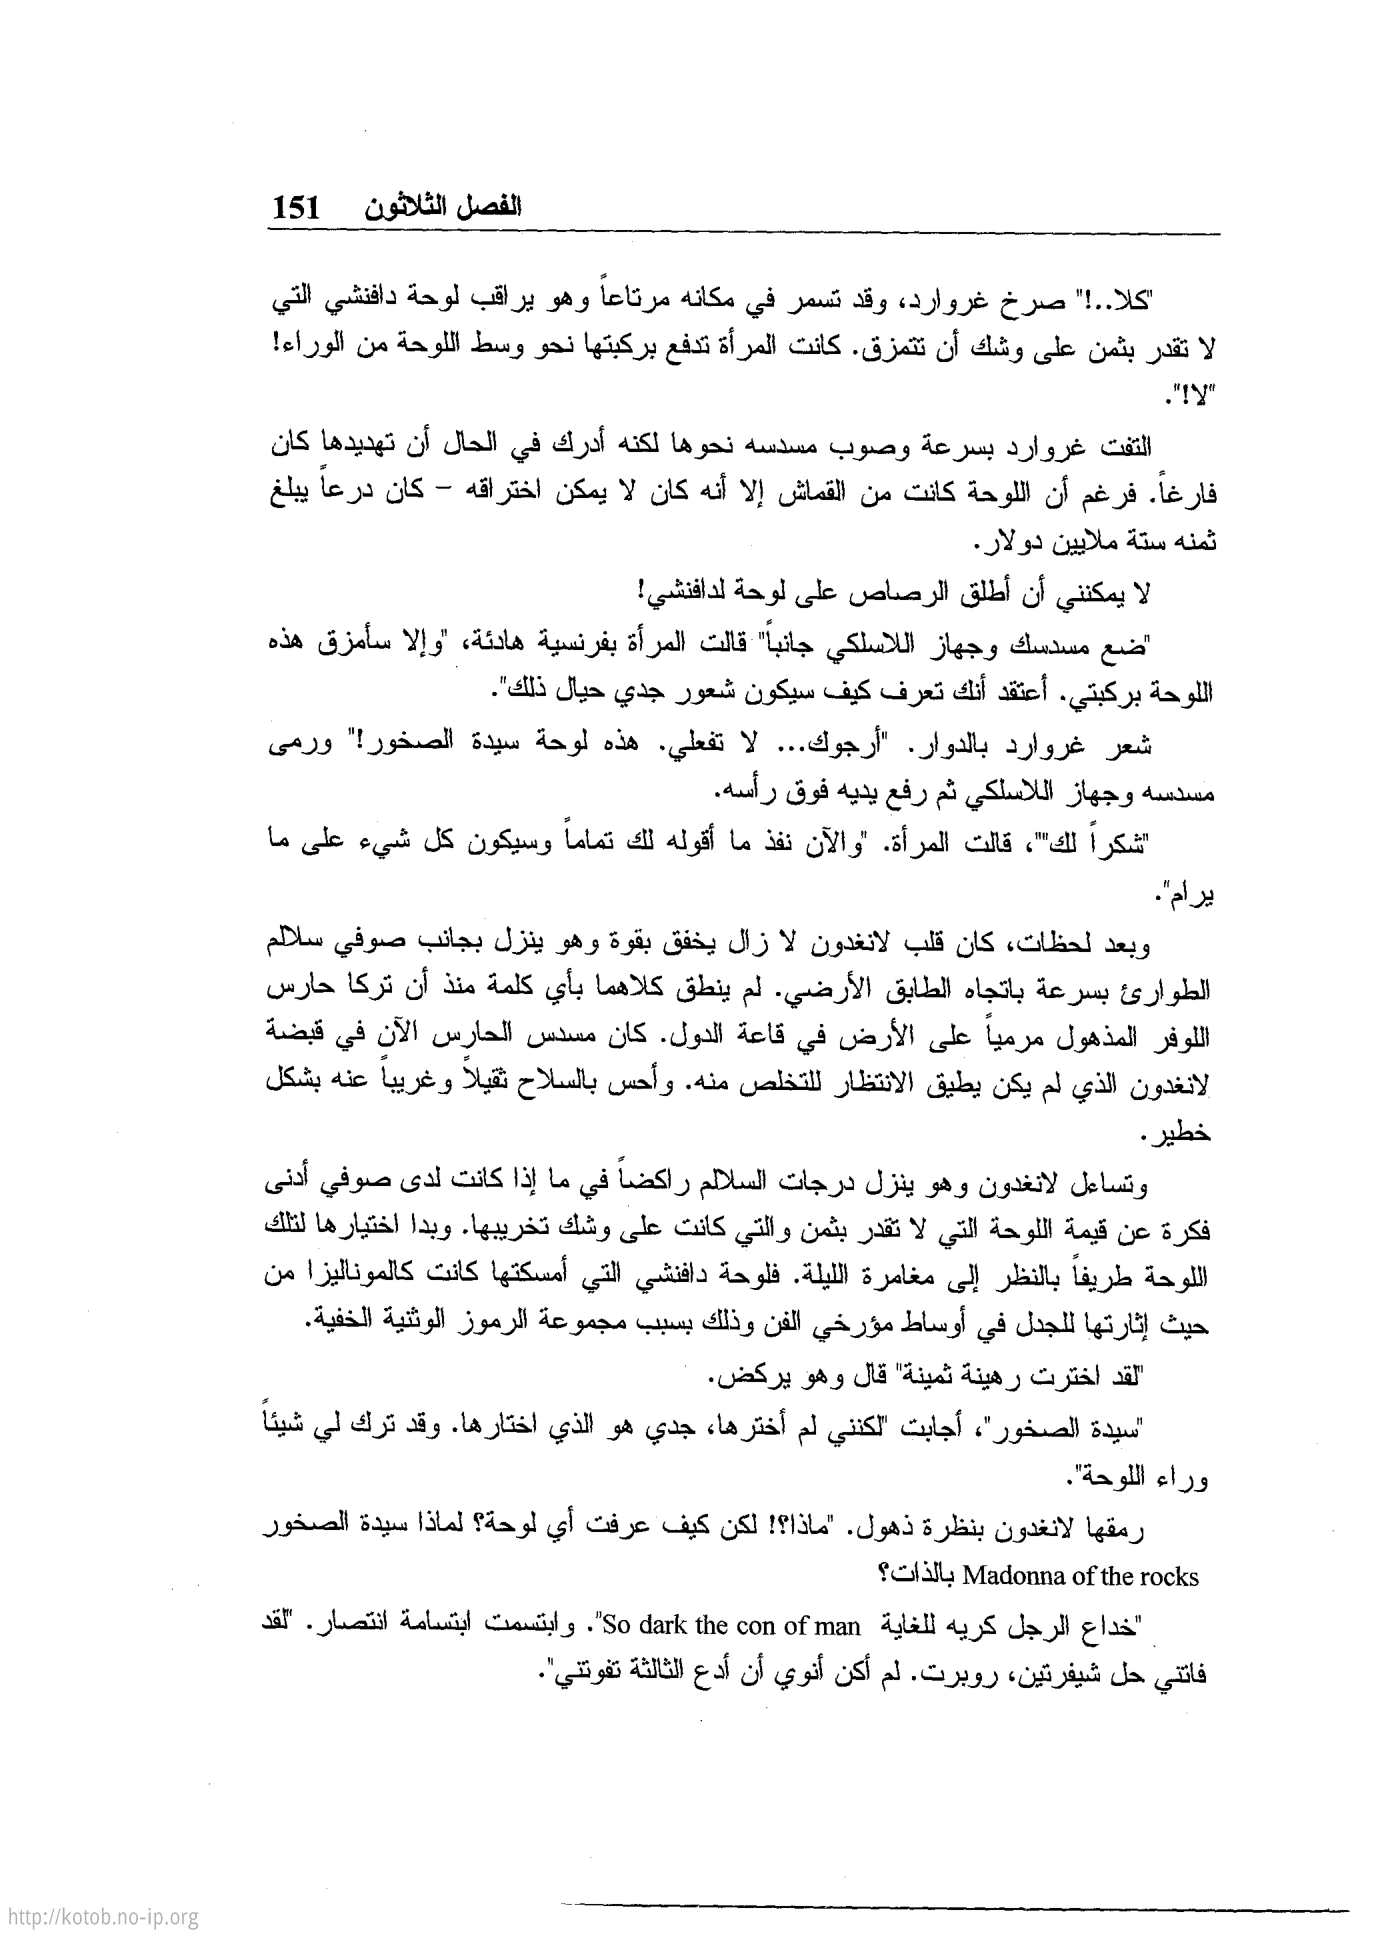 الفصل الثلاثون 151
"كلا..!" صرخ غروارد، وقد تسمر في مكانه مرتاعاً وهو يراقب لوحة دافنشي التي
لا تقدر بثمن على وشك أن تتمزق. كانت المرأة تدفع بركبتها نحو وسط اللوحة من الوراء!
"لا!".
التفت غروارد بسرعة وصوب مسدسه نحوها لكنه أدرك في الحال أن تهديدها كان
فارغاً. فرغم أن اللوحة كانت من القماش إلا أنه كان لا يمكن اختراقه – كان درعاً يبلغ
ثمنه ستة ملايين دولار.
لا يمكنني أن أطلق الرصاص على لوحة لدافنشي!
"ضع مسدسك وجهاز اللاسلكي جانباً" قالت المرأة بفرنسية هادئة، "وإلا سأمزق هذه
اللوحة بركبتي. أعتقد أنك تعرف كيف سيكون شعور جدي حيال ذلك".
شعر غروارد بالدوار. "أرجوك... لا تفعلي. هذه لوحة سيدة الصخور!" ورمى
مسدسه وجهاز اللاسلكي ثم رفع يديه فوق رأسه.
"شكراً لك""، قالت المرأة. "والآن نفذ ما أقوله لك تماماً وسيكون كل شيء على ما
يرام".
وبعد لحظات، كان قلب لانغدون لا زال يخفق بقوة وهو ينزل بجانب صوفي سلالم
الطوارئ بسرعة باتجاه الطابق الأرضي. لم ينطق كلاهما بأي كلمة منذ أن تركا حارس
اللوفر المذهول مرمياً على الأرض في قاعة الدول. كان مسدس الحارس الآن في قبضة
لانغدون الذي لم يكن يطيق الانتظار للتخلص منه. وأحس بالسلاح ثقيلاً وغريباً عنه بشكل
خطير.
وتساءل لانغدون وهو ينزل درجات السلالم راكضاً في ما إذا كانت لدى صوفي أدنى
فكرة عن قيمة اللوحة التي لا تقدر بثمن والتي كانت على وشك تخريبها. وبدا اختيارها لتلك
اللوحة طريفاً بالنظر إلى مغامرة الليلة. فلوحة دافنشي التي أمسكتها كانت كالموناليزا من
حيث إثارتها للجدل في أوساط مؤرخي الفن وذلك بسبب مجموعة الرموز الوثنية الخفية.
"لقد اخترت رهينة ثمينة" قال وهو يركض.
"سيدة الصخور"، أجابت "لكنني لم أخترها، جدي هو الذي اختارها. وقد ترك لي شيئاً
وراء اللوحة".
رمقها لانغدون بنظرة ذهول. "ماذا؟! لكن كيف عرفت أي لوحة؟ لماذا سيدة الصخور
Madonna of the rocks بالذات؟
"خداع الرجل كريه للغاية So dark the con of man". وابتسمت ابتسامة انتصار. "لقد
فاتني حل شيفرتين، روبرت. لم أكن أنوي أن أدع الثالثة تفوتني".
http://kotob.no-ip.org